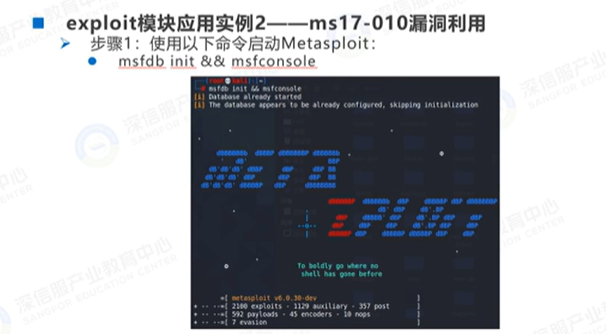 exploit模块应用实例2——ms17-010漏洞利用
步骤1：使用以下命令启动Metasploit：
msfdb init && msfconsole
(root kali)-[~]
# msfdb init && msfconsole
[i] Database already started
[i] The database appears to be already configured, skipping initialization
META
SPLOIT
To boldly go where no
shell has gone before
=[ metasploit v6.0.30-dev ]
+ -- --=[ 2100 exploits - 1129 auxiliary - 357 post ]
+ -- --=[ 592 payloads - 45 encoders - 10 nops ]
+ -- --=[ 7 evasion ]
深信服产业教育中心
SANGFOR EDUCATION CENTER